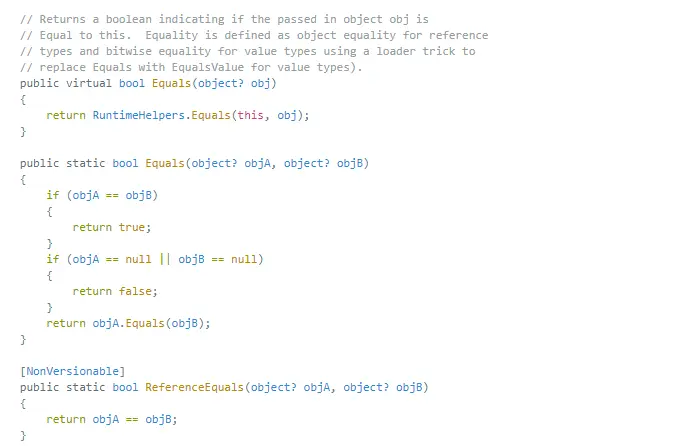 // Returns a boolean indicating if the passed in object obj is
// Equal to this.  Equality is defined as object equality for reference
// types and bitwise equality for value types using a loader trick to
// replace Equals with EqualsValue for value types).
public virtual bool Equals(object? obj)
{
    return RuntimeHelpers.Equals(this, obj);
}

public static bool Equals(object? objA, object? objB)
{
    if (objA == objB)
    {
        return true;
    }
    if (objA == null || objB == null)
    {
        return false;
    }
    return objA.Equals(objB);
}

[NonVersionable]
public static bool ReferenceEquals(object? objA, object? objB)
{
    return objA == objB;
}